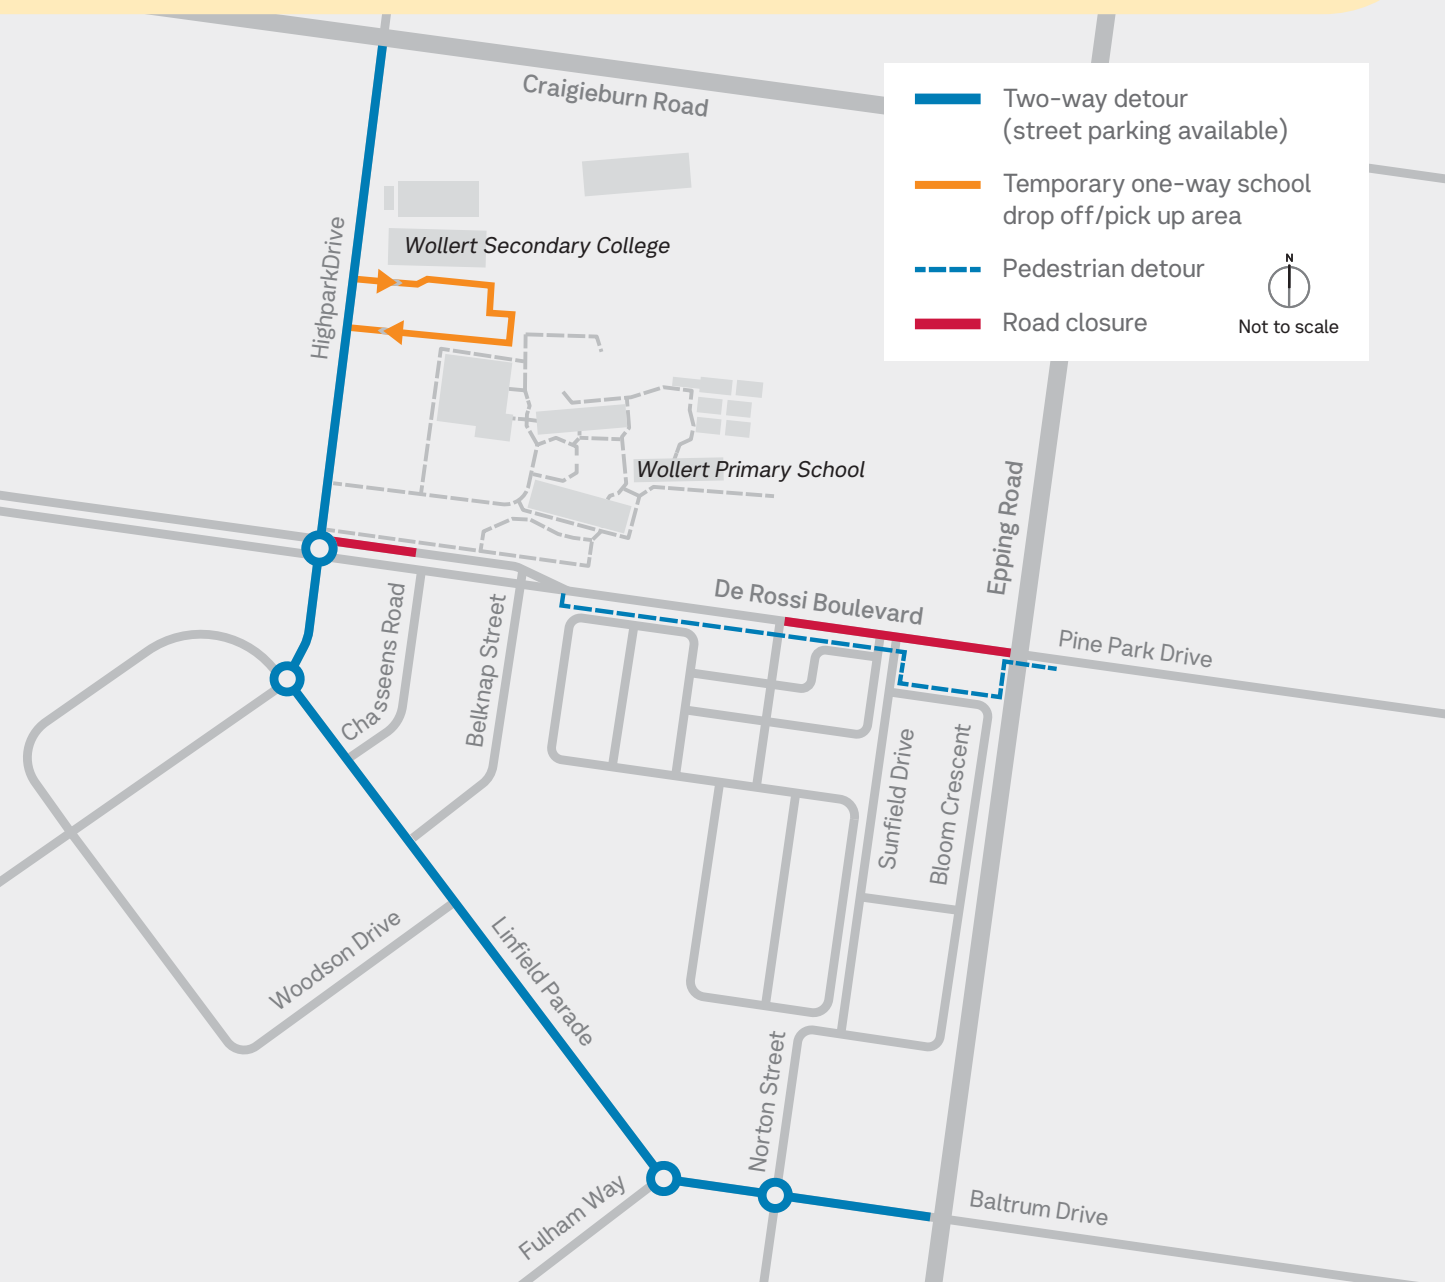 Craigieburn Road
Two-way detour
(street parking available)
Temporary one-way school
drop off/pick up area
Pedestrian detour
Road closure
N
Not to scale
HighparkDrive
Wollert Secondary College
Wollert Primary School
Epping Road
De Rossi Boulevard
Pine Park Drive
Chasseens Road
Belknap Street
Sunfield Drive
Bloom Crescent
Woodson Drive
Linfield Parade
Norton Street
Fulham Way
Baltrum Drive